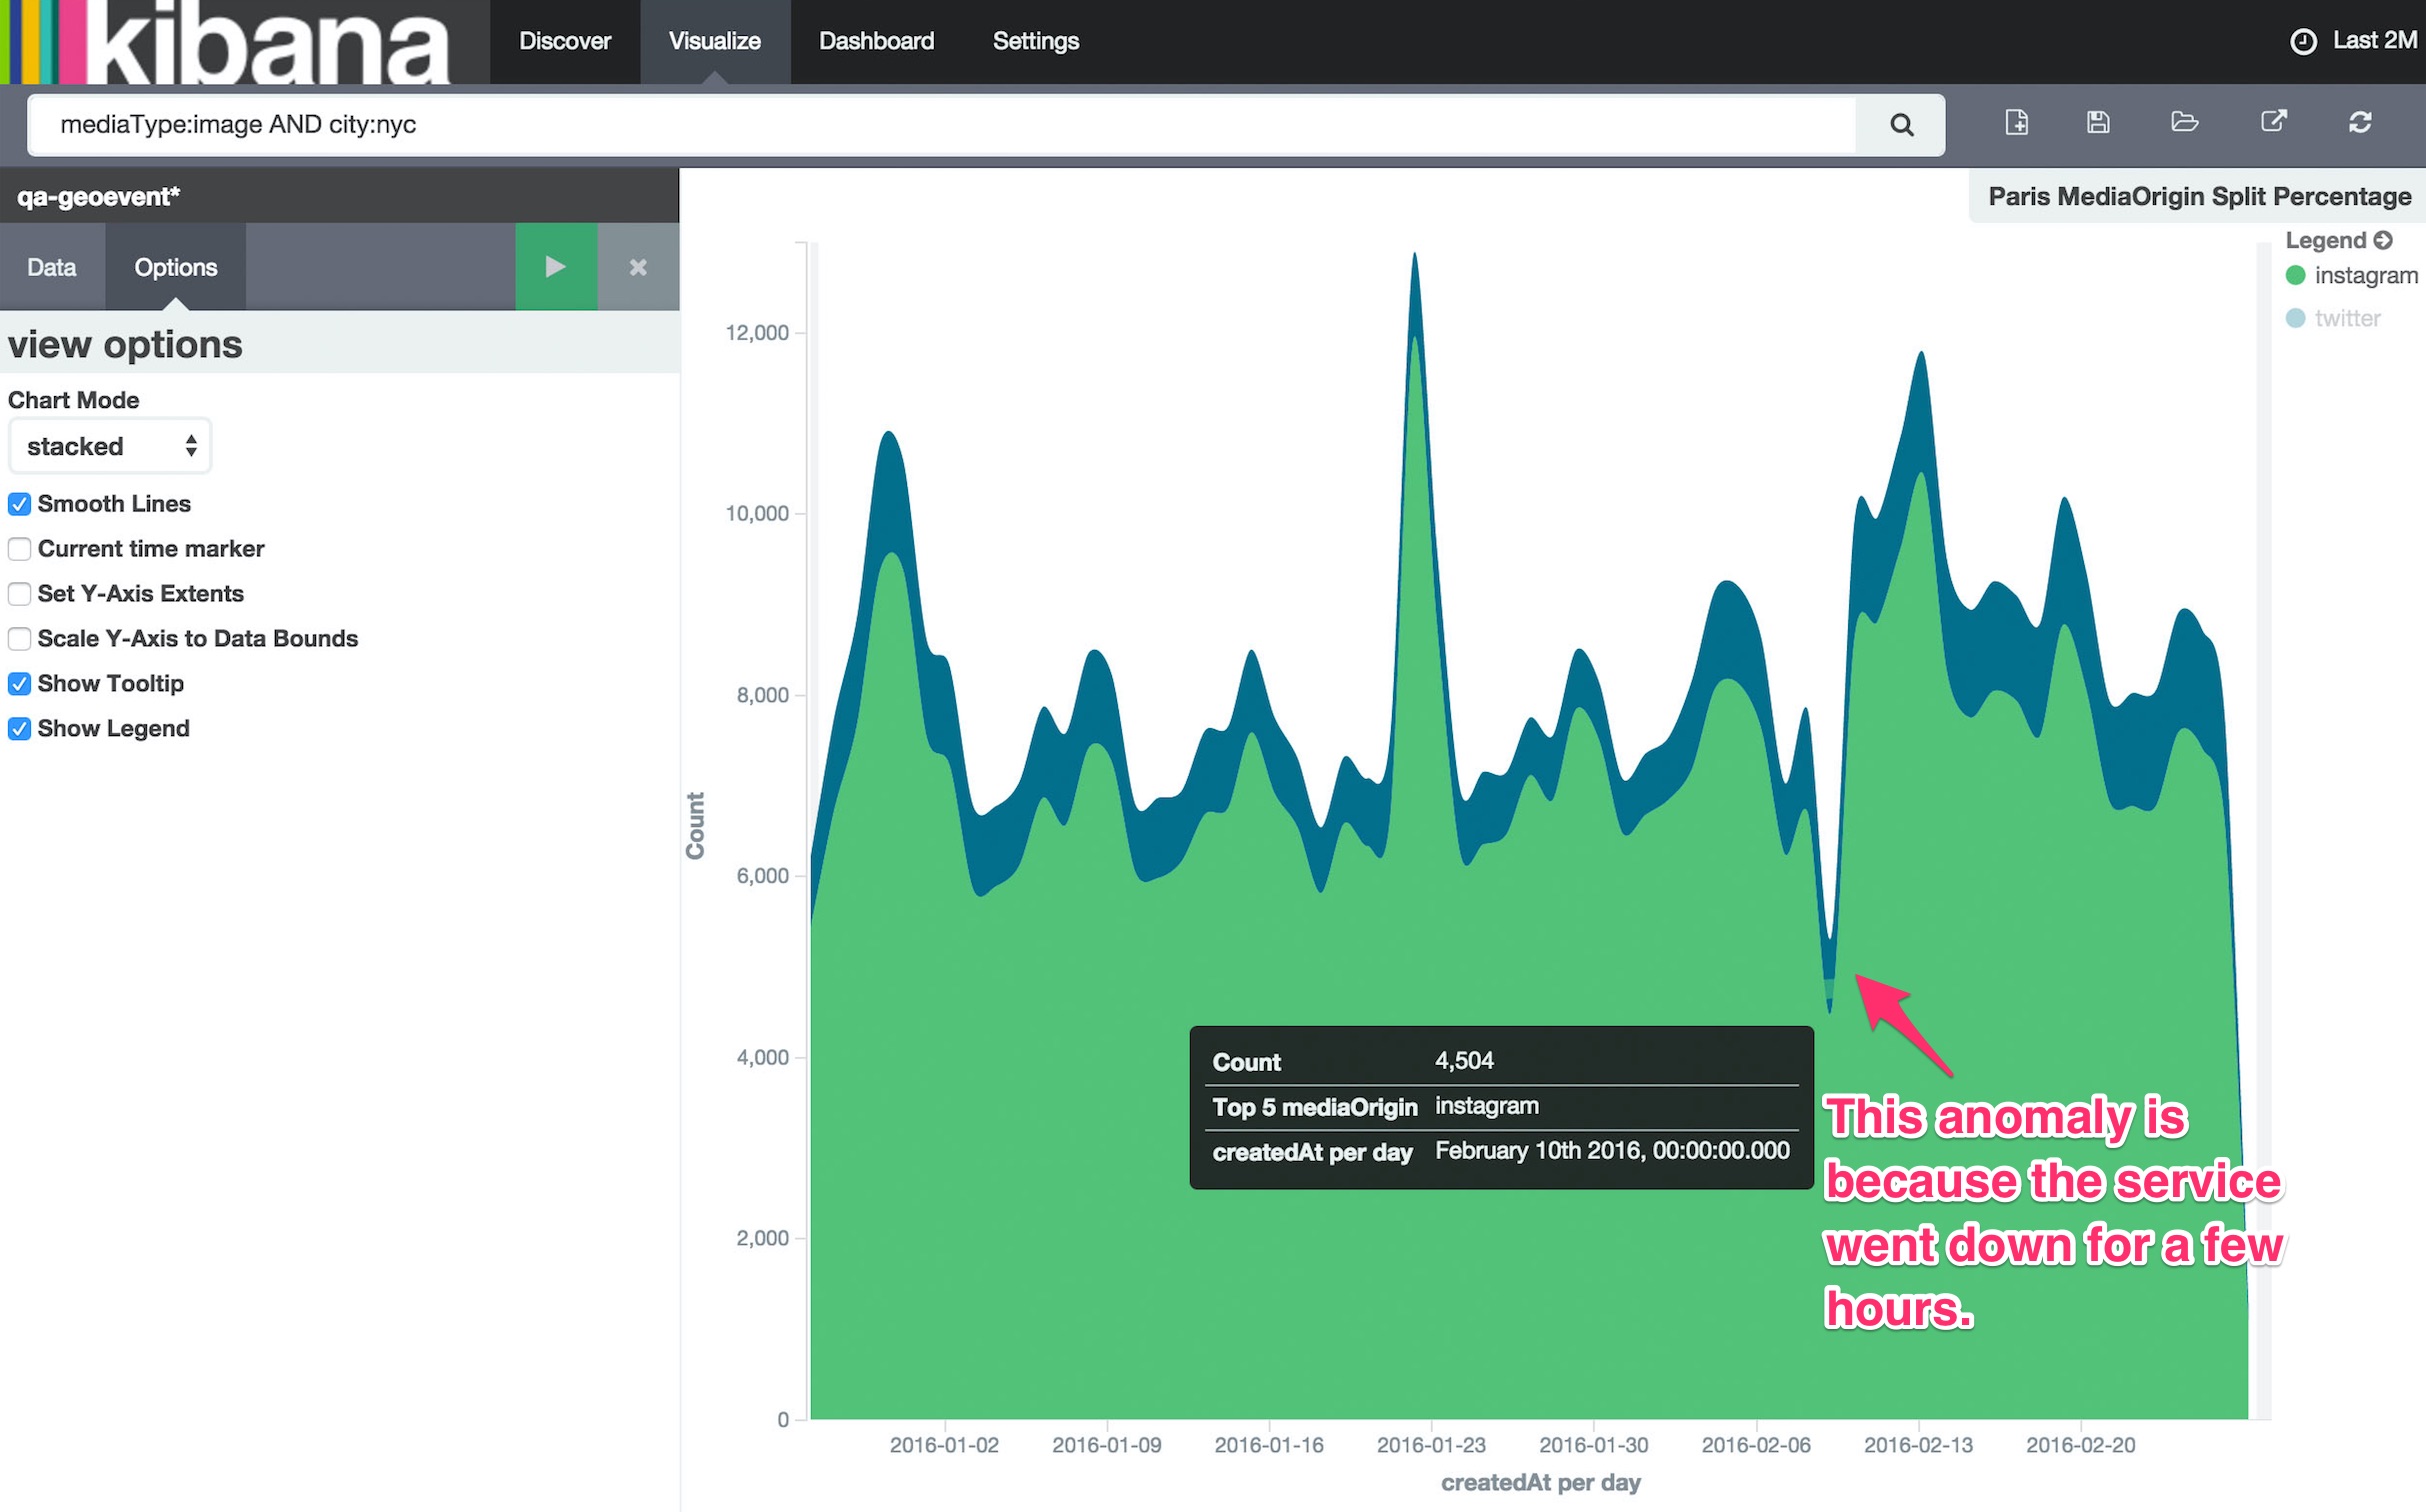 kibana
Discover
Visualize
Dashboard
Settings
Last 2M
mediaType:image AND city:nyc
qa-geoevent*
Paris MediaOrigin Split Percentage
Data
Options
view options
Chart Mode
stacked
Smooth Lines
Current time marker
Set Y-Axis Extents
Scale Y-Axis to Data Bounds
Show Tooltip
Show Legend
Legend
instagram
twitter
Count
12,000
10,000
8,000
6,000
4,000
2,000
0
Count 4,504
Top 5 mediaOrigin instagram
createdAt per day February 10th 2016, 00:00:00.000
This anomaly is
because the service
went down for a few
hours.
2016-01-02 2016-01-09 2016-01-16 2016-01-23 2016-01-30 2016-02-06 2016-02-13 2016-02-20
createdAt per day